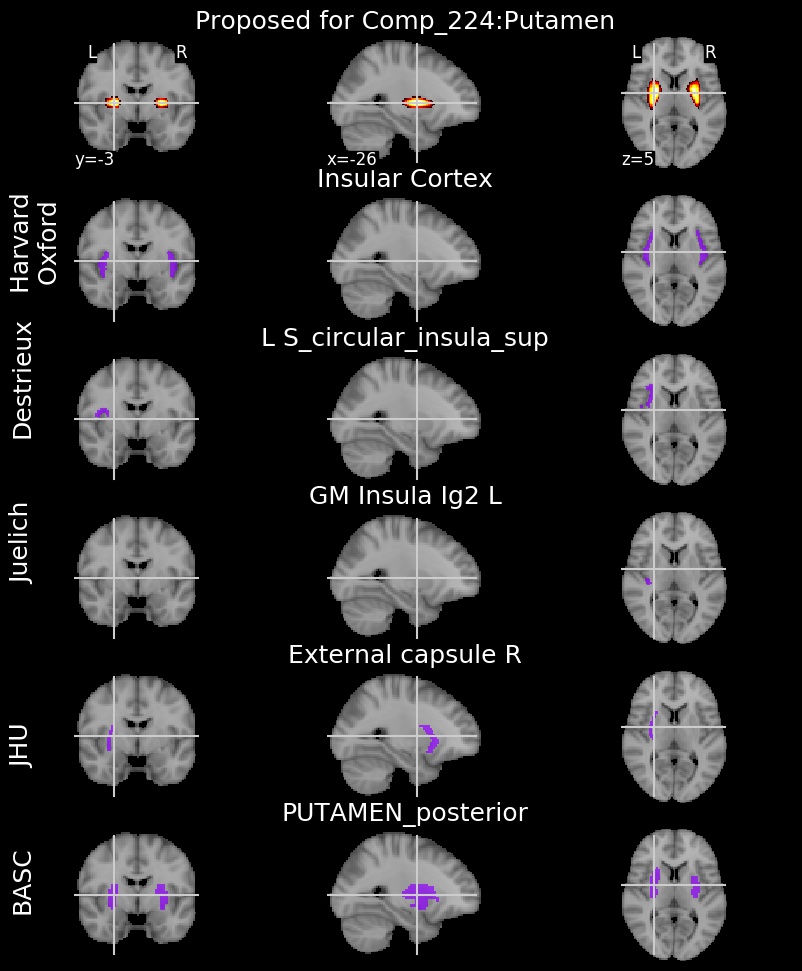 Proposed for Comp_224:Putamen
L R L R
y=-3 x=-26 z=5
Insular Cortex
Harvard
Oxford
L S_circular_insula_sup
Destrieux
GM Insula Ig2 L
Juelich
External capsule R
JHU
PUTAMEN_posterior
BASC